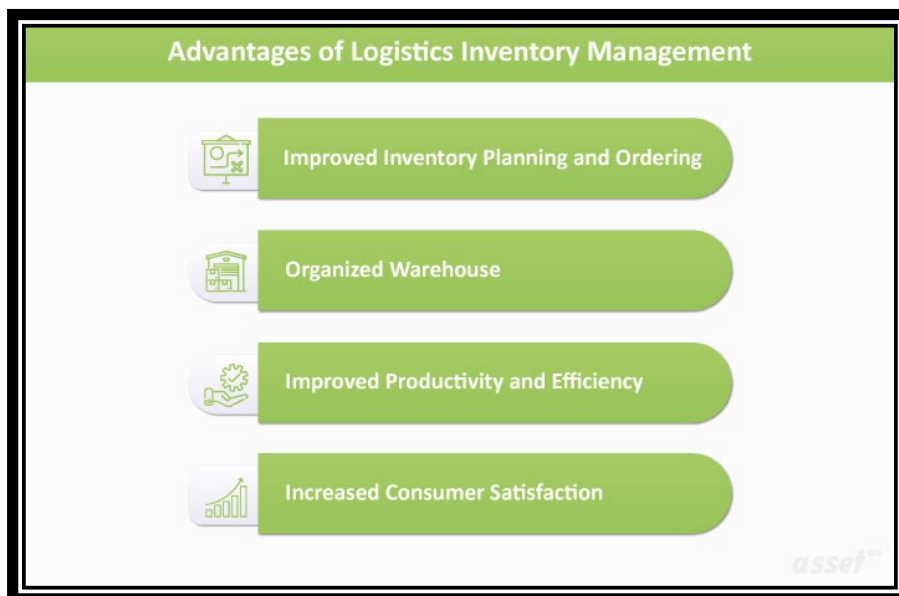 Advantages of Logistics Inventory Management
Improved Inventory Planning and Ordering
Organized Warehouse
Improved Productivity and Efficiency
Increased Consumer Satisfaction
asset